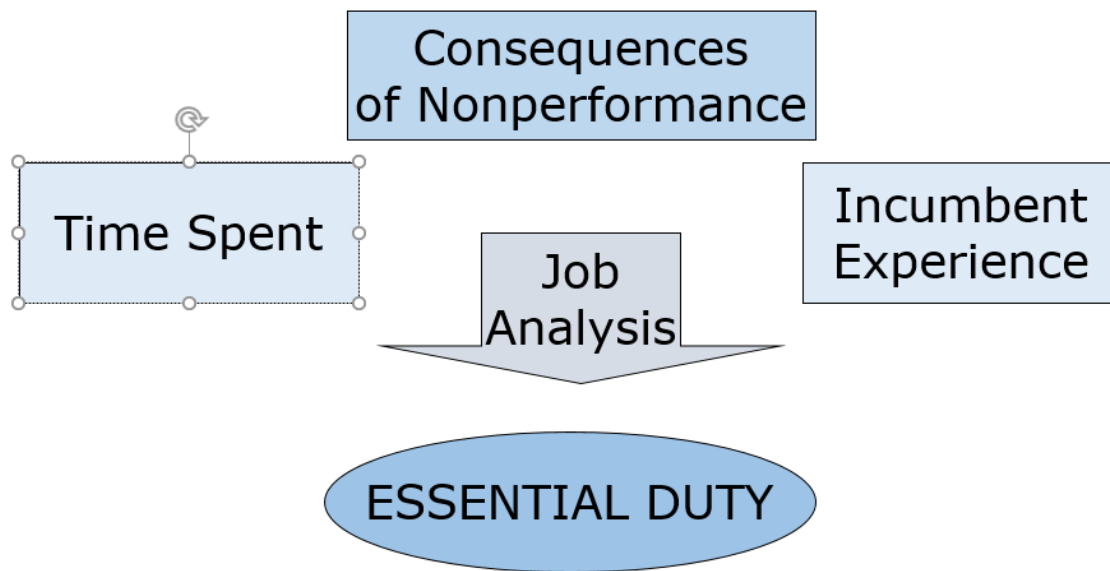 Consequences
of Nonperformance
Time Spent
Incumbent
Experience
Job
Analysis
ESSENTIAL DUTY